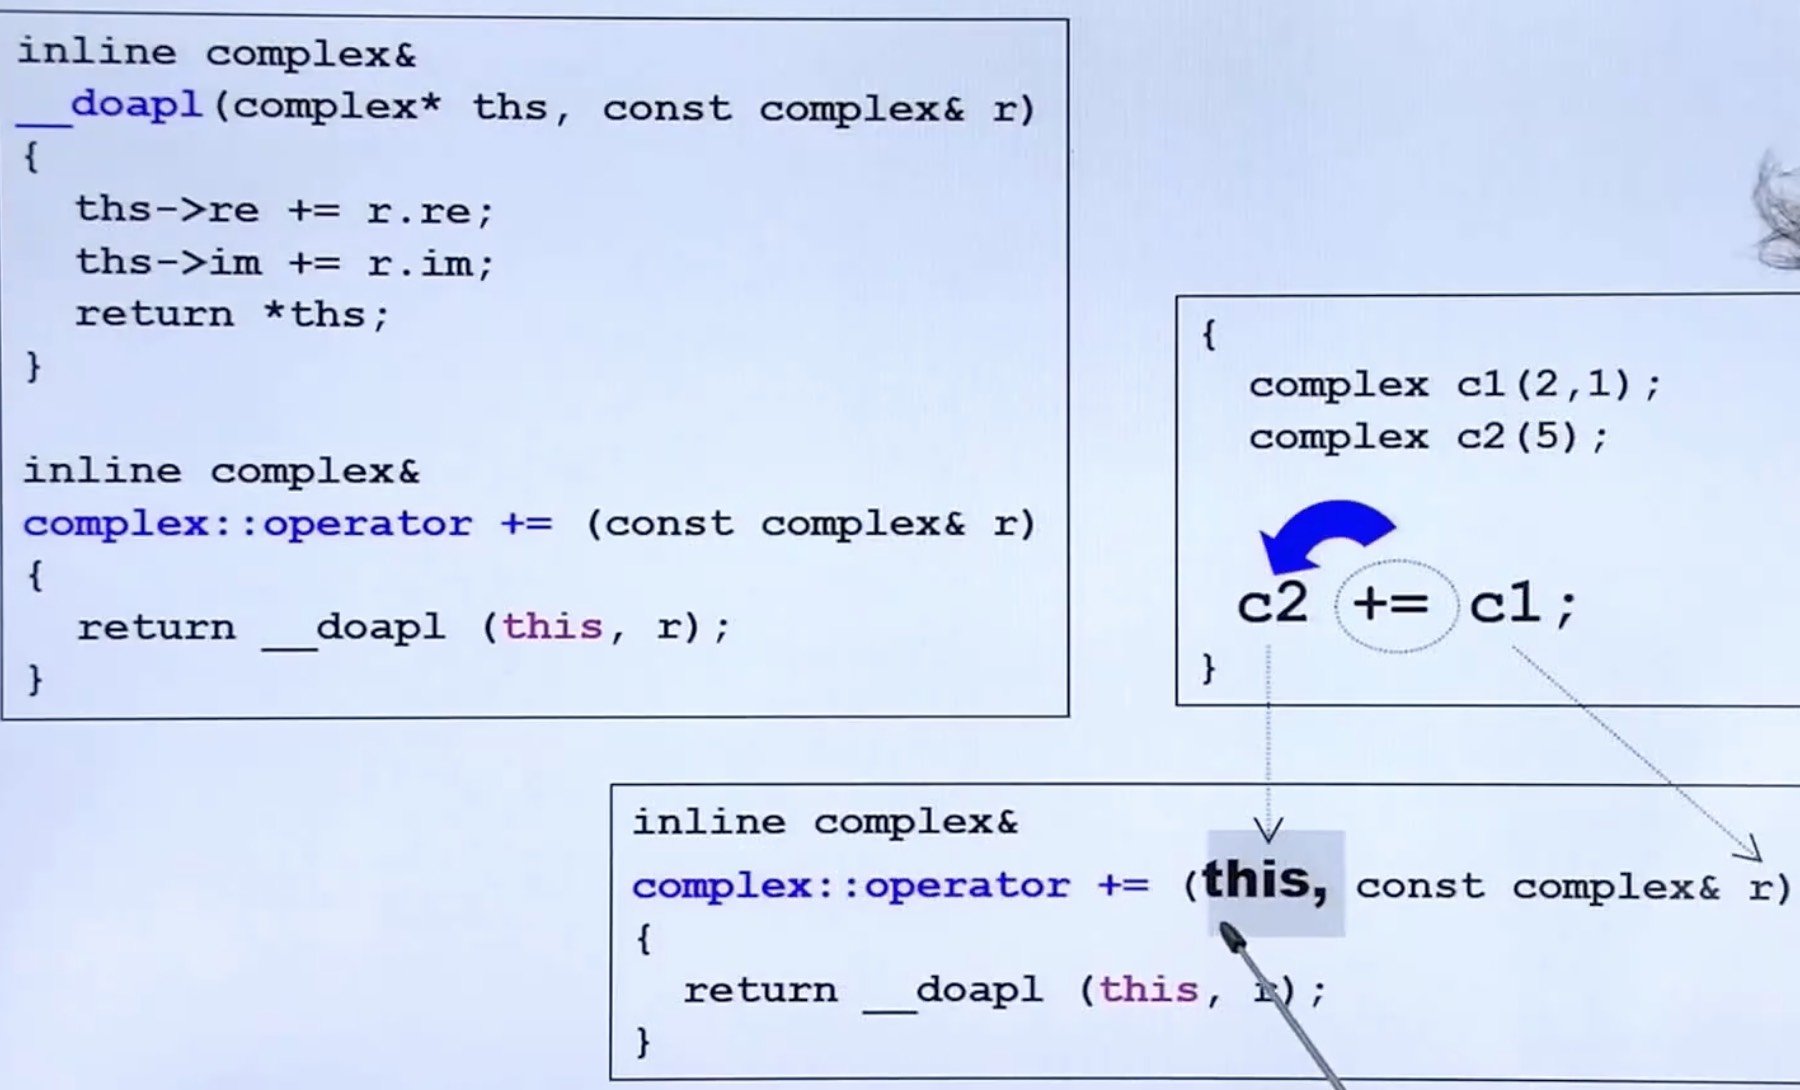 inline complex&
__doapl(complex* ths, const complex& r)
{
ths->re += r.re;
ths->im += r.im;
return *ths;
}
inline complex&
complex::operator += (const complex& r)
{
return __doapl (this, r);
}
{
complex c1(2,1);
complex c2(5);
c2 += c1;
}
inline complex&
complex::operator += (this, const complex& r)
{
return __doapl (this, r);
}